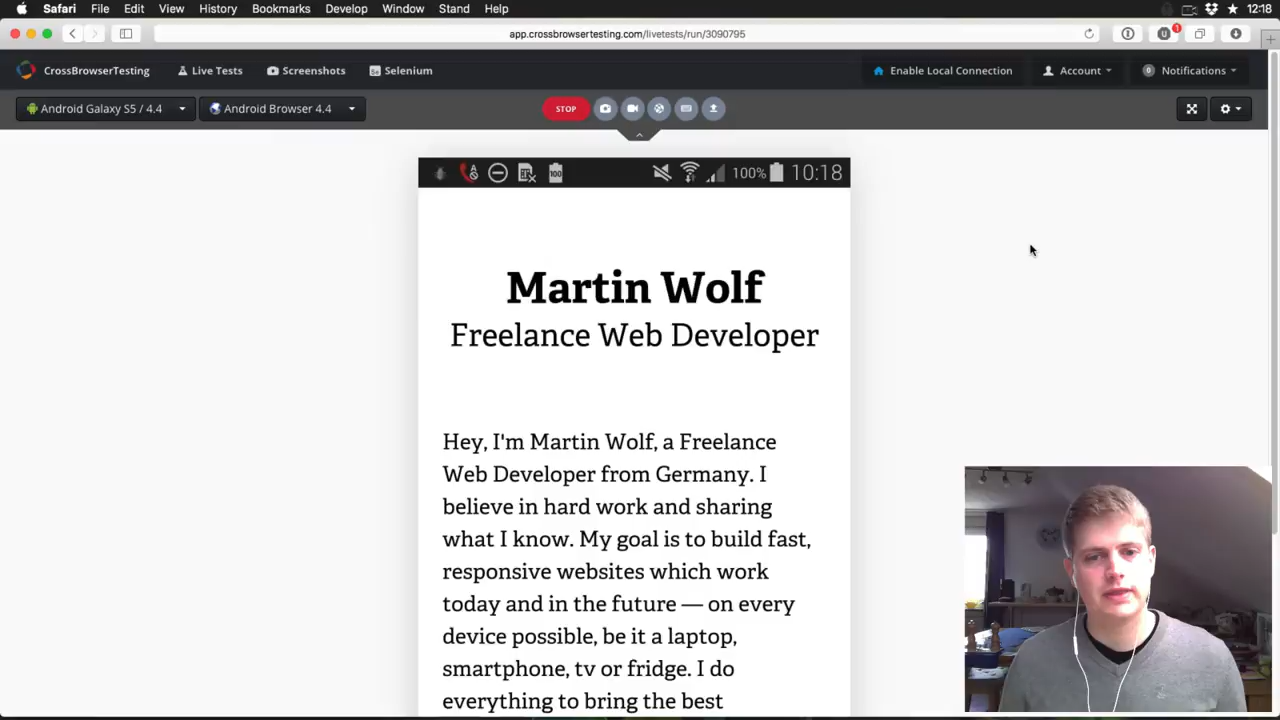 Safari File Edit View History Bookmarks Develop Window Stand Help 12:18
app.crossbrowsertesting.com/livetests/run/3090795
CrossBrowserTesting Live Tests Screenshots Se Selenium Enable Local Connection Account 0 Notifications
Android Galaxy S5 / 4.4 Android Browser 4.4 STOP
100 100% 10:18
Martin Wolf
Freelance Web Developer
Hey, I'm Martin Wolf, a Freelance
Web Developer from Germany. I
believe in hard work and sharing
what I know. My goal is to build fast,
responsive websites which work
today and in the future — on every
device possible, be it a laptop,
smartphone, tv or fridge. I do
everything to bring the best